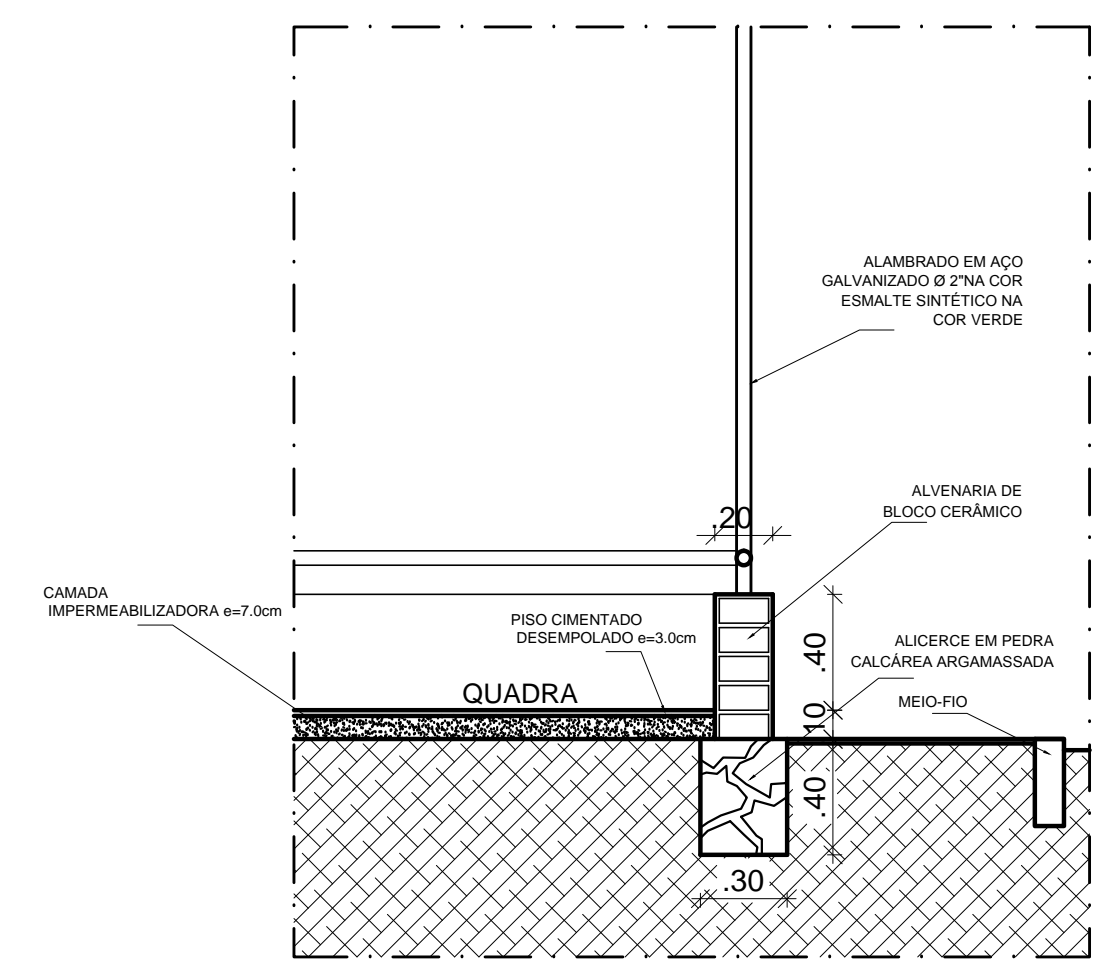 ALAMBRADO EM AÇO
GALVANIZADO Ø 2"NA COR
ESMALTE SINTÉTICO NA
COR VERDE
ALVENARIA DE
BLOCO CERÂMICO
.20
CAMADA
IMPERMEABILIZADORA e=7.0cm
PISO CIMENTADO
DESEMPOLADO e=3.0cm
.40
ALICERCE EM PEDRA
CALCÁREA ARGAMASSADA
QUADRA
MEIO-FIO
.10
.40
.30